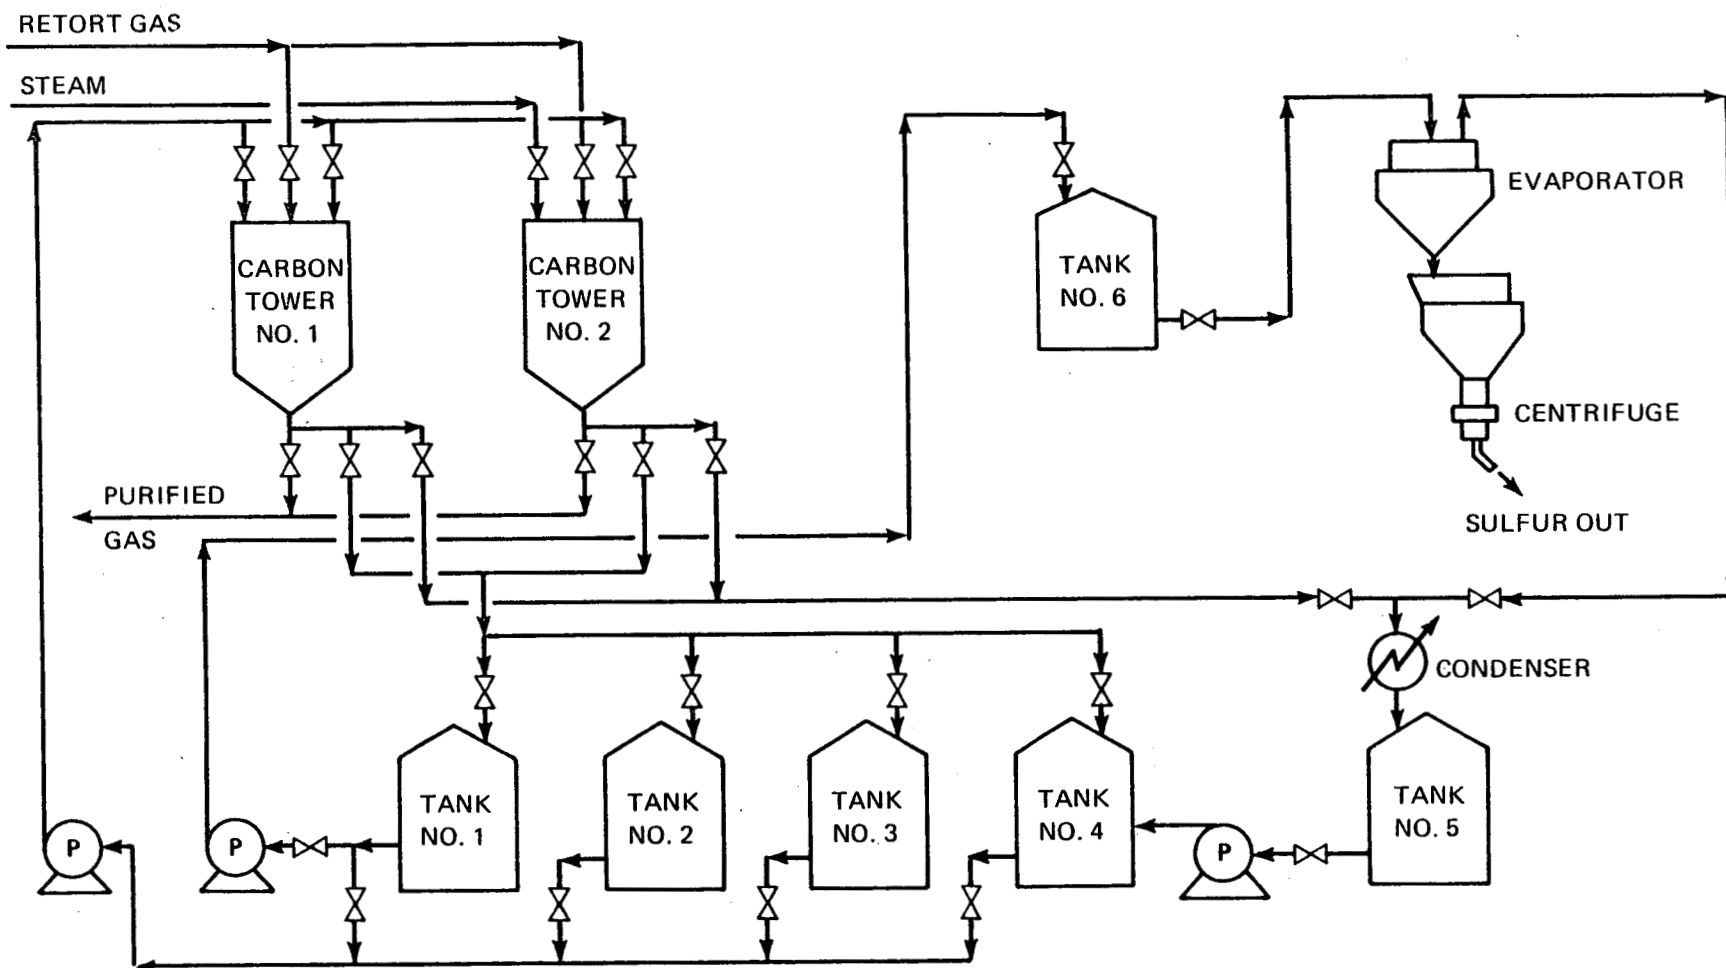 RETORT GAS
STEAM
CARBON
TOWER
NO. 1
CARBON
TOWER
NO. 2
TANK
NO. 6
EVAPORATOR
CENTRIFUGE
SULFUR OUT
PURIFIED
GAS
CONDENSER
P
P
TANK
NO. 1
TANK
NO. 2
TANK
NO. 3
TANK
NO. 4
P
TANK
NO. 5